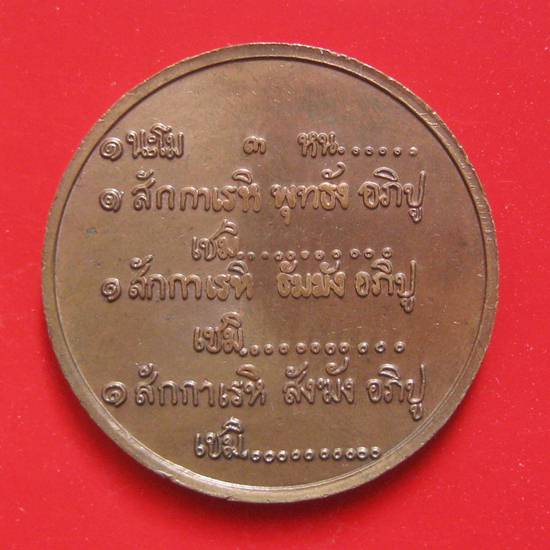 ๑ นะโม ๓ หน......
๑ สักกาเรหิ พุทธัง อภิปู
เชมิ...........
๑ สักกาเรหิ ธัมมัง อภิปู
เชมิ...........
๑ สักกาเรหิ สังฆัง อภิปู
เชมิ...........